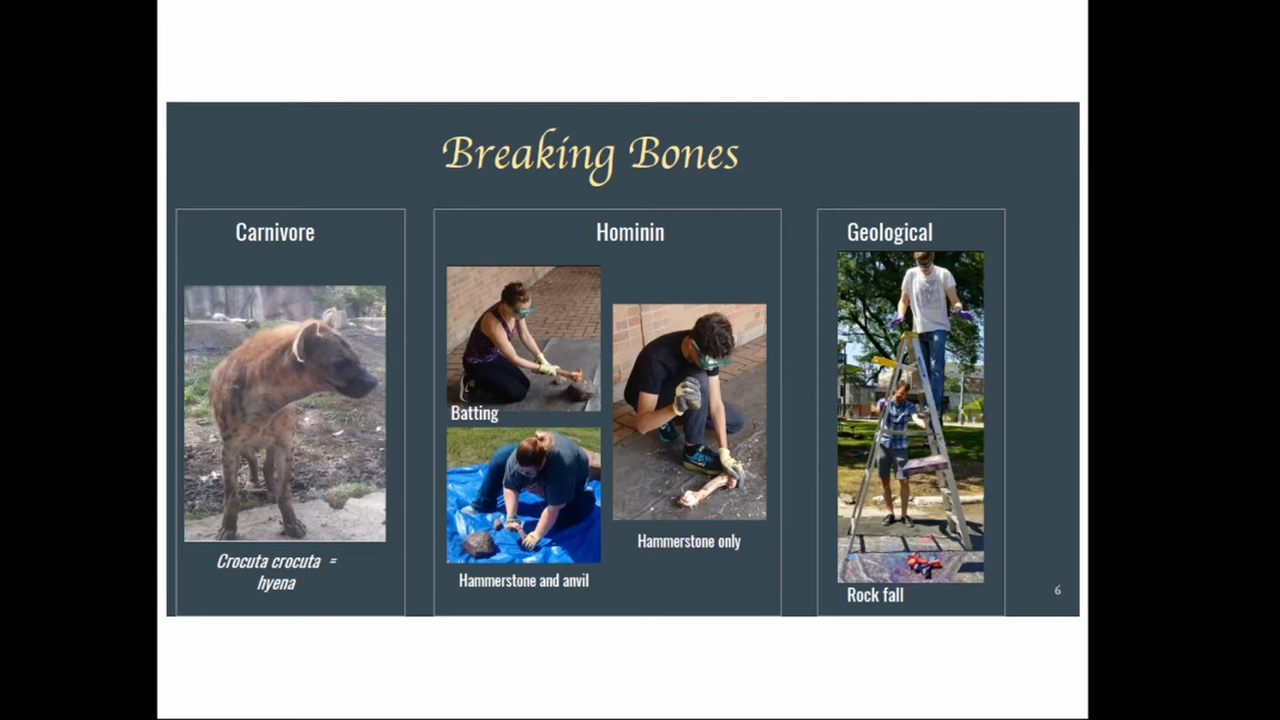 Breaking Bones
Carnivore
Crocuta crocuta =
hyena
Hominin
Batting
Hammerstone and anvil
Hammerstone only
Geological
Rock fall
6